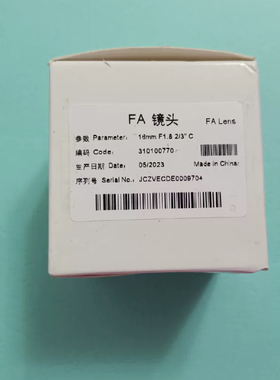 FA 镜头 FA Lens
参数 Parameter: 16mm F1.8 2/3" C
编码 Code: 310100770
生产日期 Date: 05/2023 Made in China
序列号 Serial No.: JCZVECDE0009704